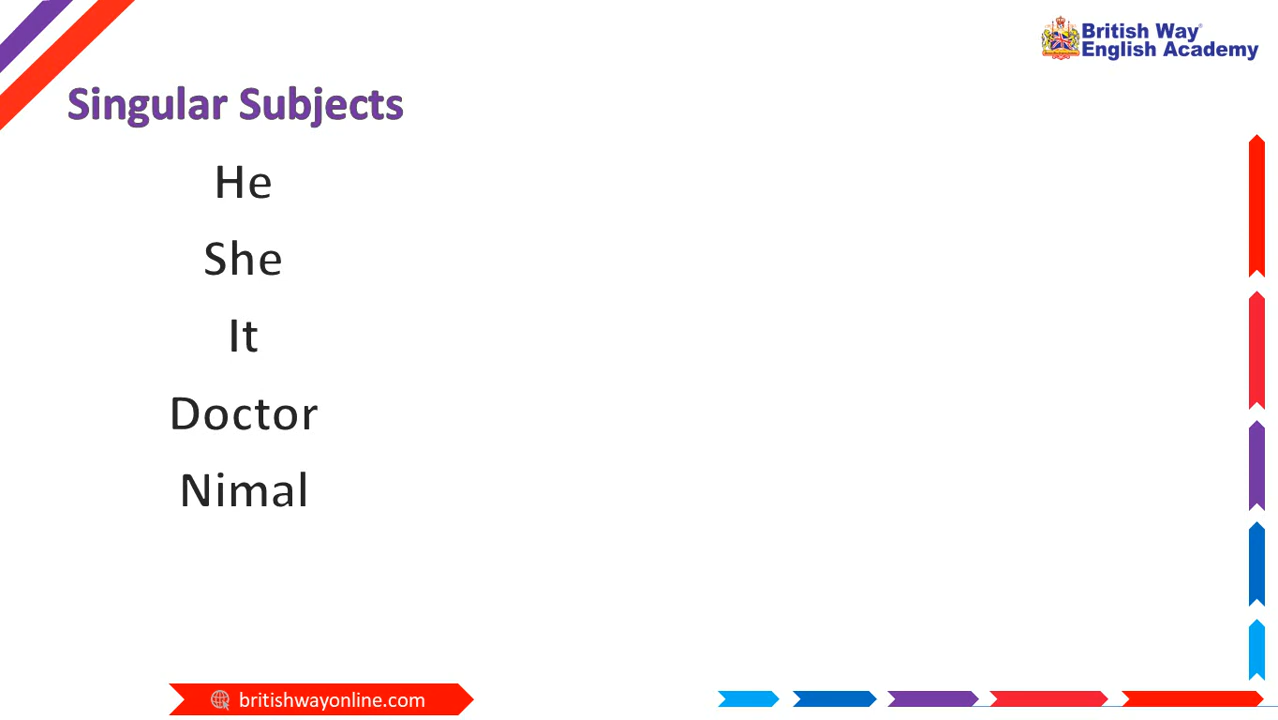 British Way
English Academy
Singular Subjects
He
She
It
Doctor
Nimal
britishwayonline.com